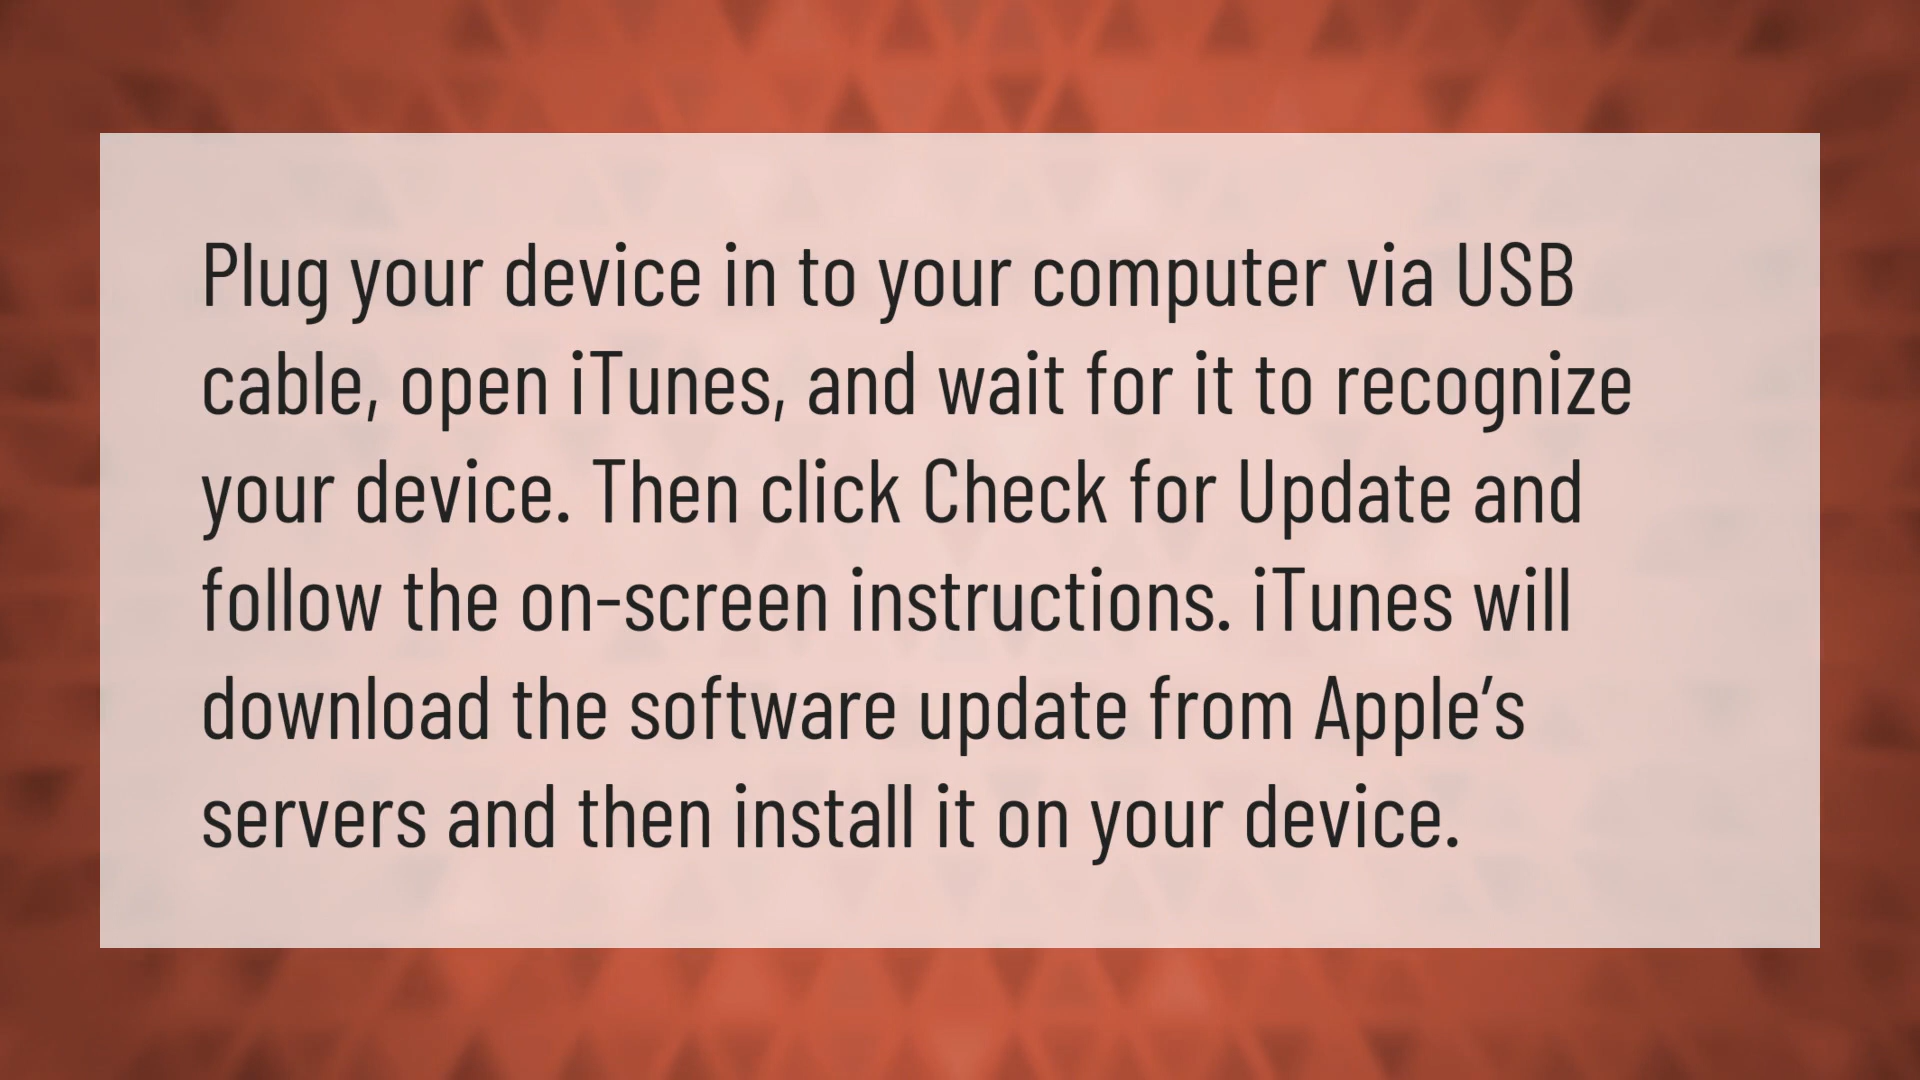 Plug your device in to your computer via USB
cable, open iTunes, and wait for it to recognize
your device. Then click Check for Update and
follow the on-screen instructions. iTunes will
download the software update from Apple’s
servers and then install it on your device.